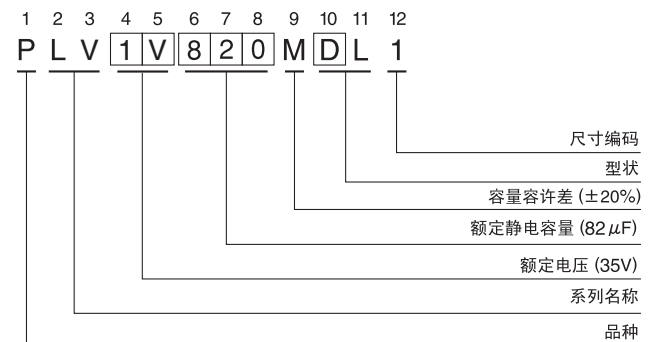 1 2 3 4 5 6 7 8 9 10 11 12
P L V 1 V 8 2 0 M D L 1
尺寸编码
型状
容量容许差 (±20%)
额定静电容量 (82μF)
额定电压 (35V)
系列名称
品种